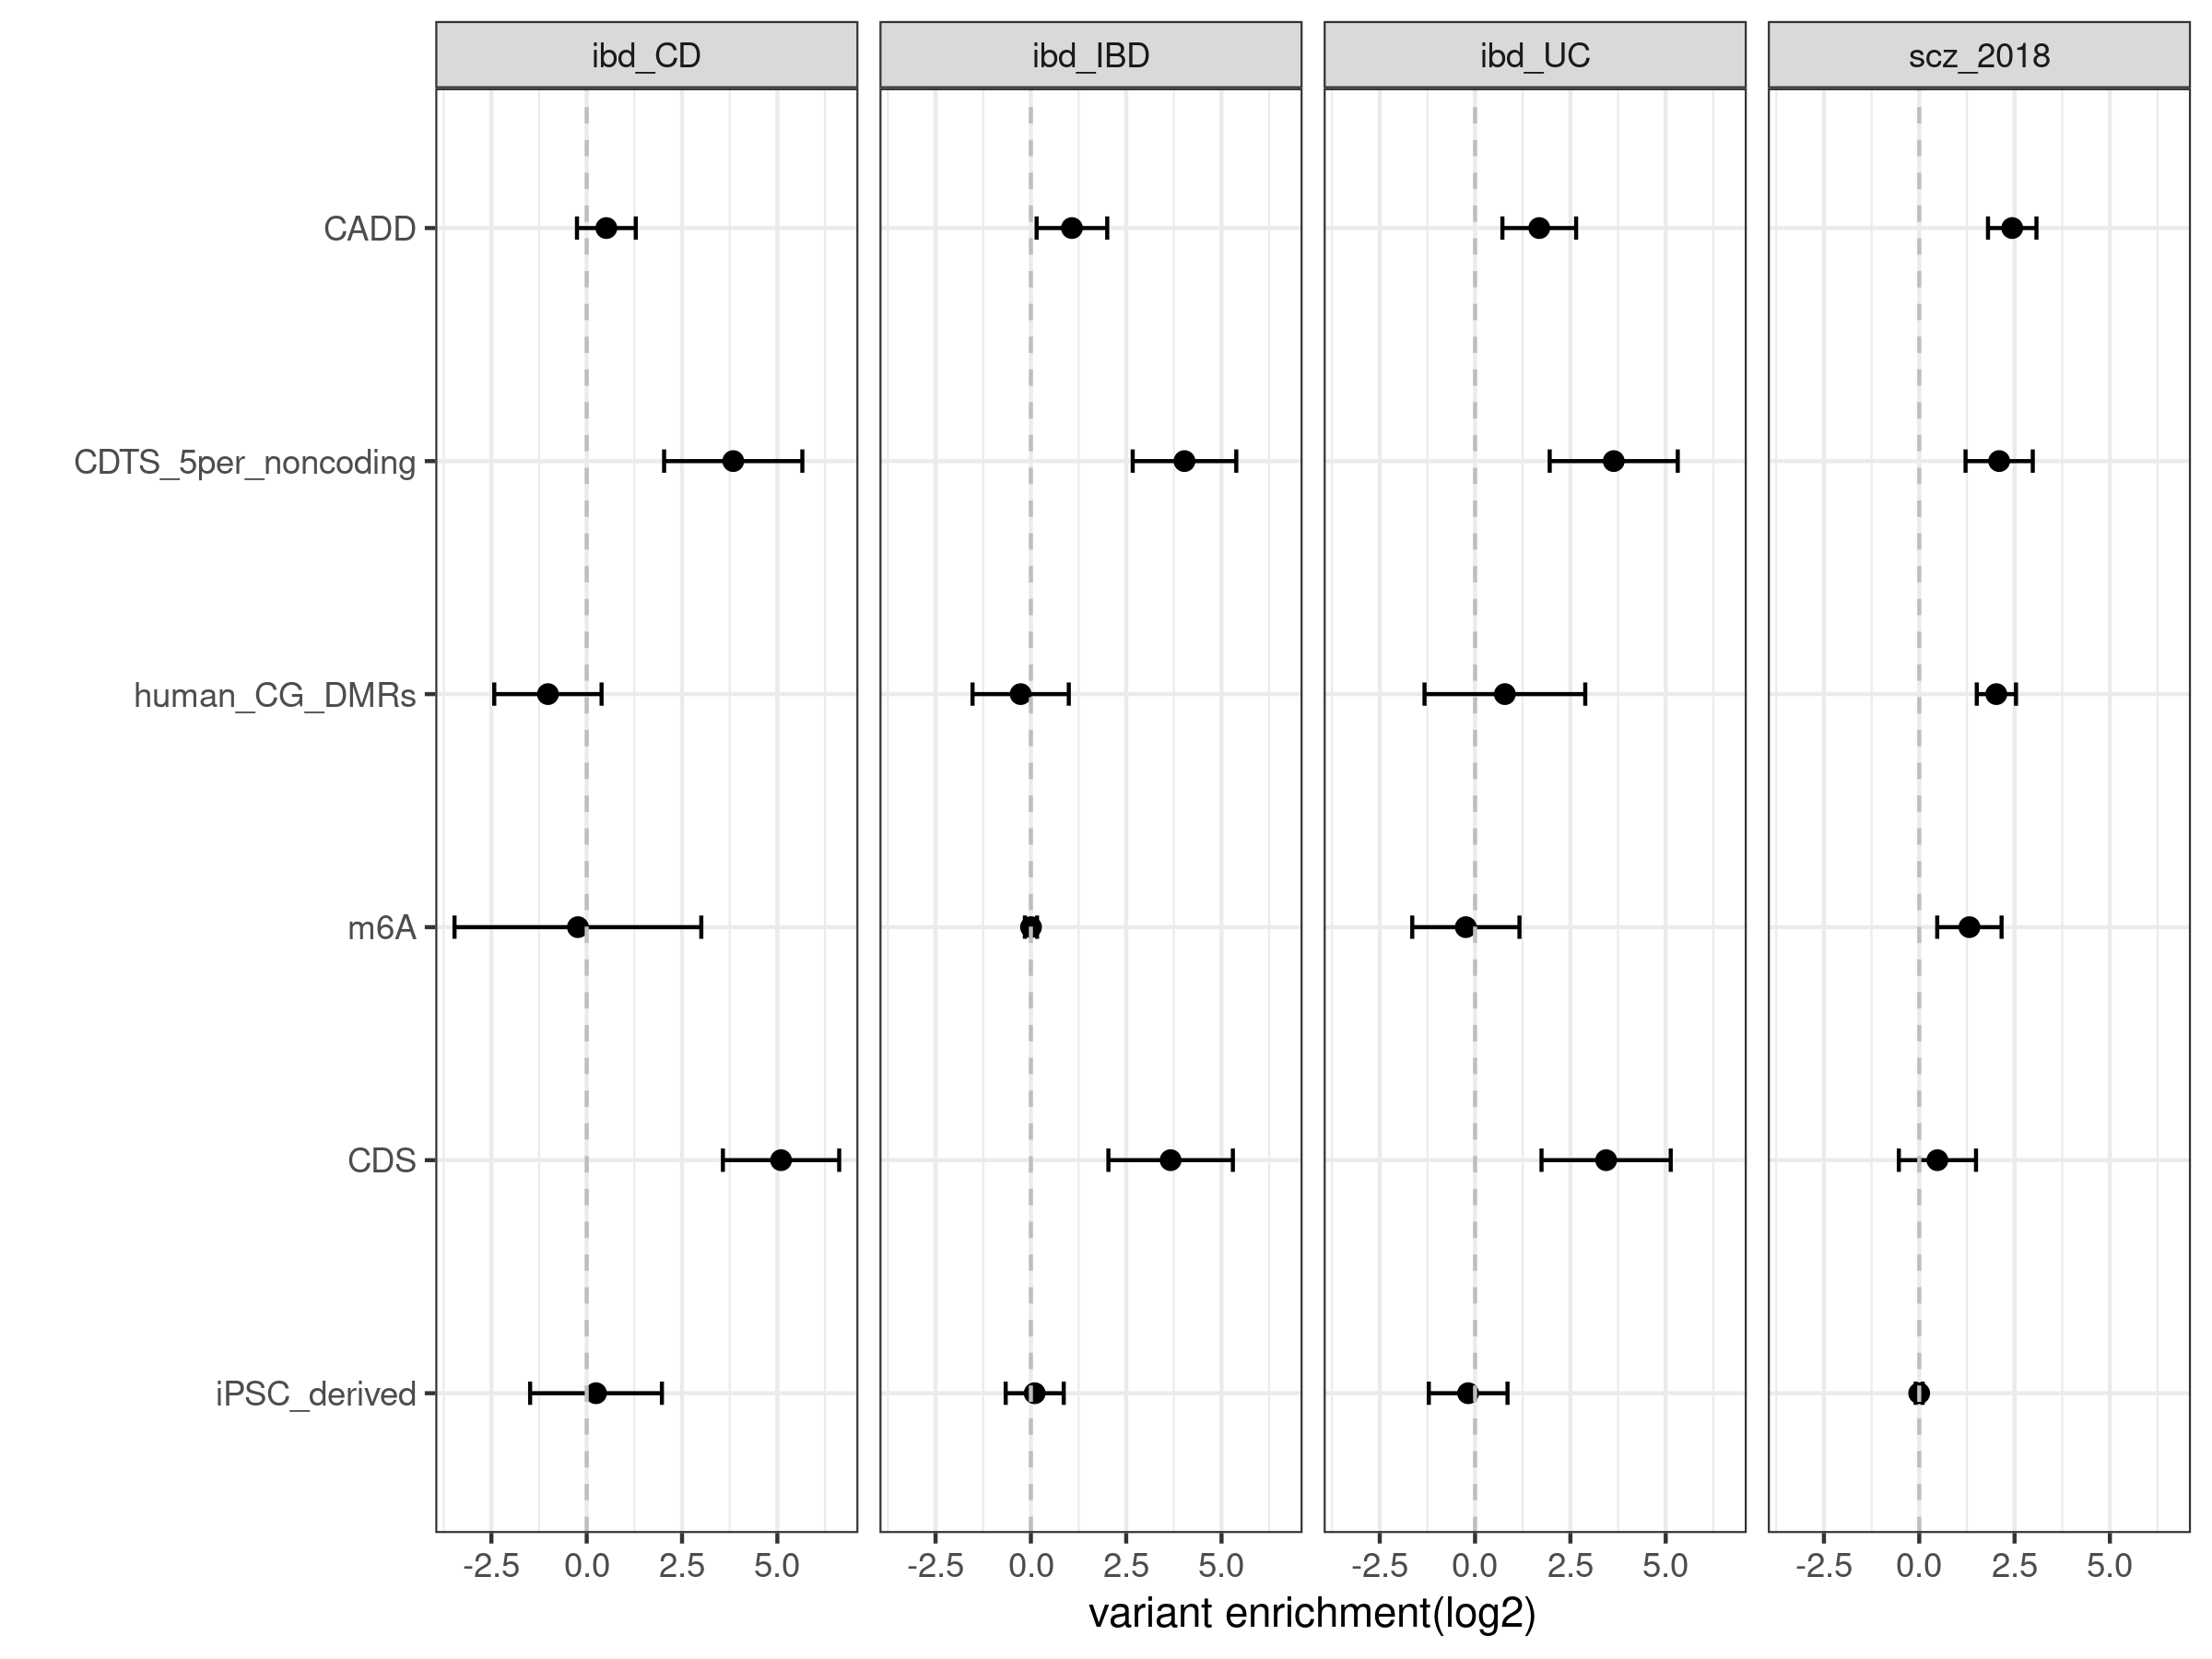 ibd_CD ibd_IBD ibd_UC scz_2018
CADD
CDTS_5per_noncoding
human_CG_DMRs
m6A
CDS
iPSC_derived
-2.5 0.0 2.5 5.0 -2.5 0.0 2.5 5.0 -2.5 0.0 2.5 5.0 -2.5 0.0 2.5 5.0
variant enrichment(log2)